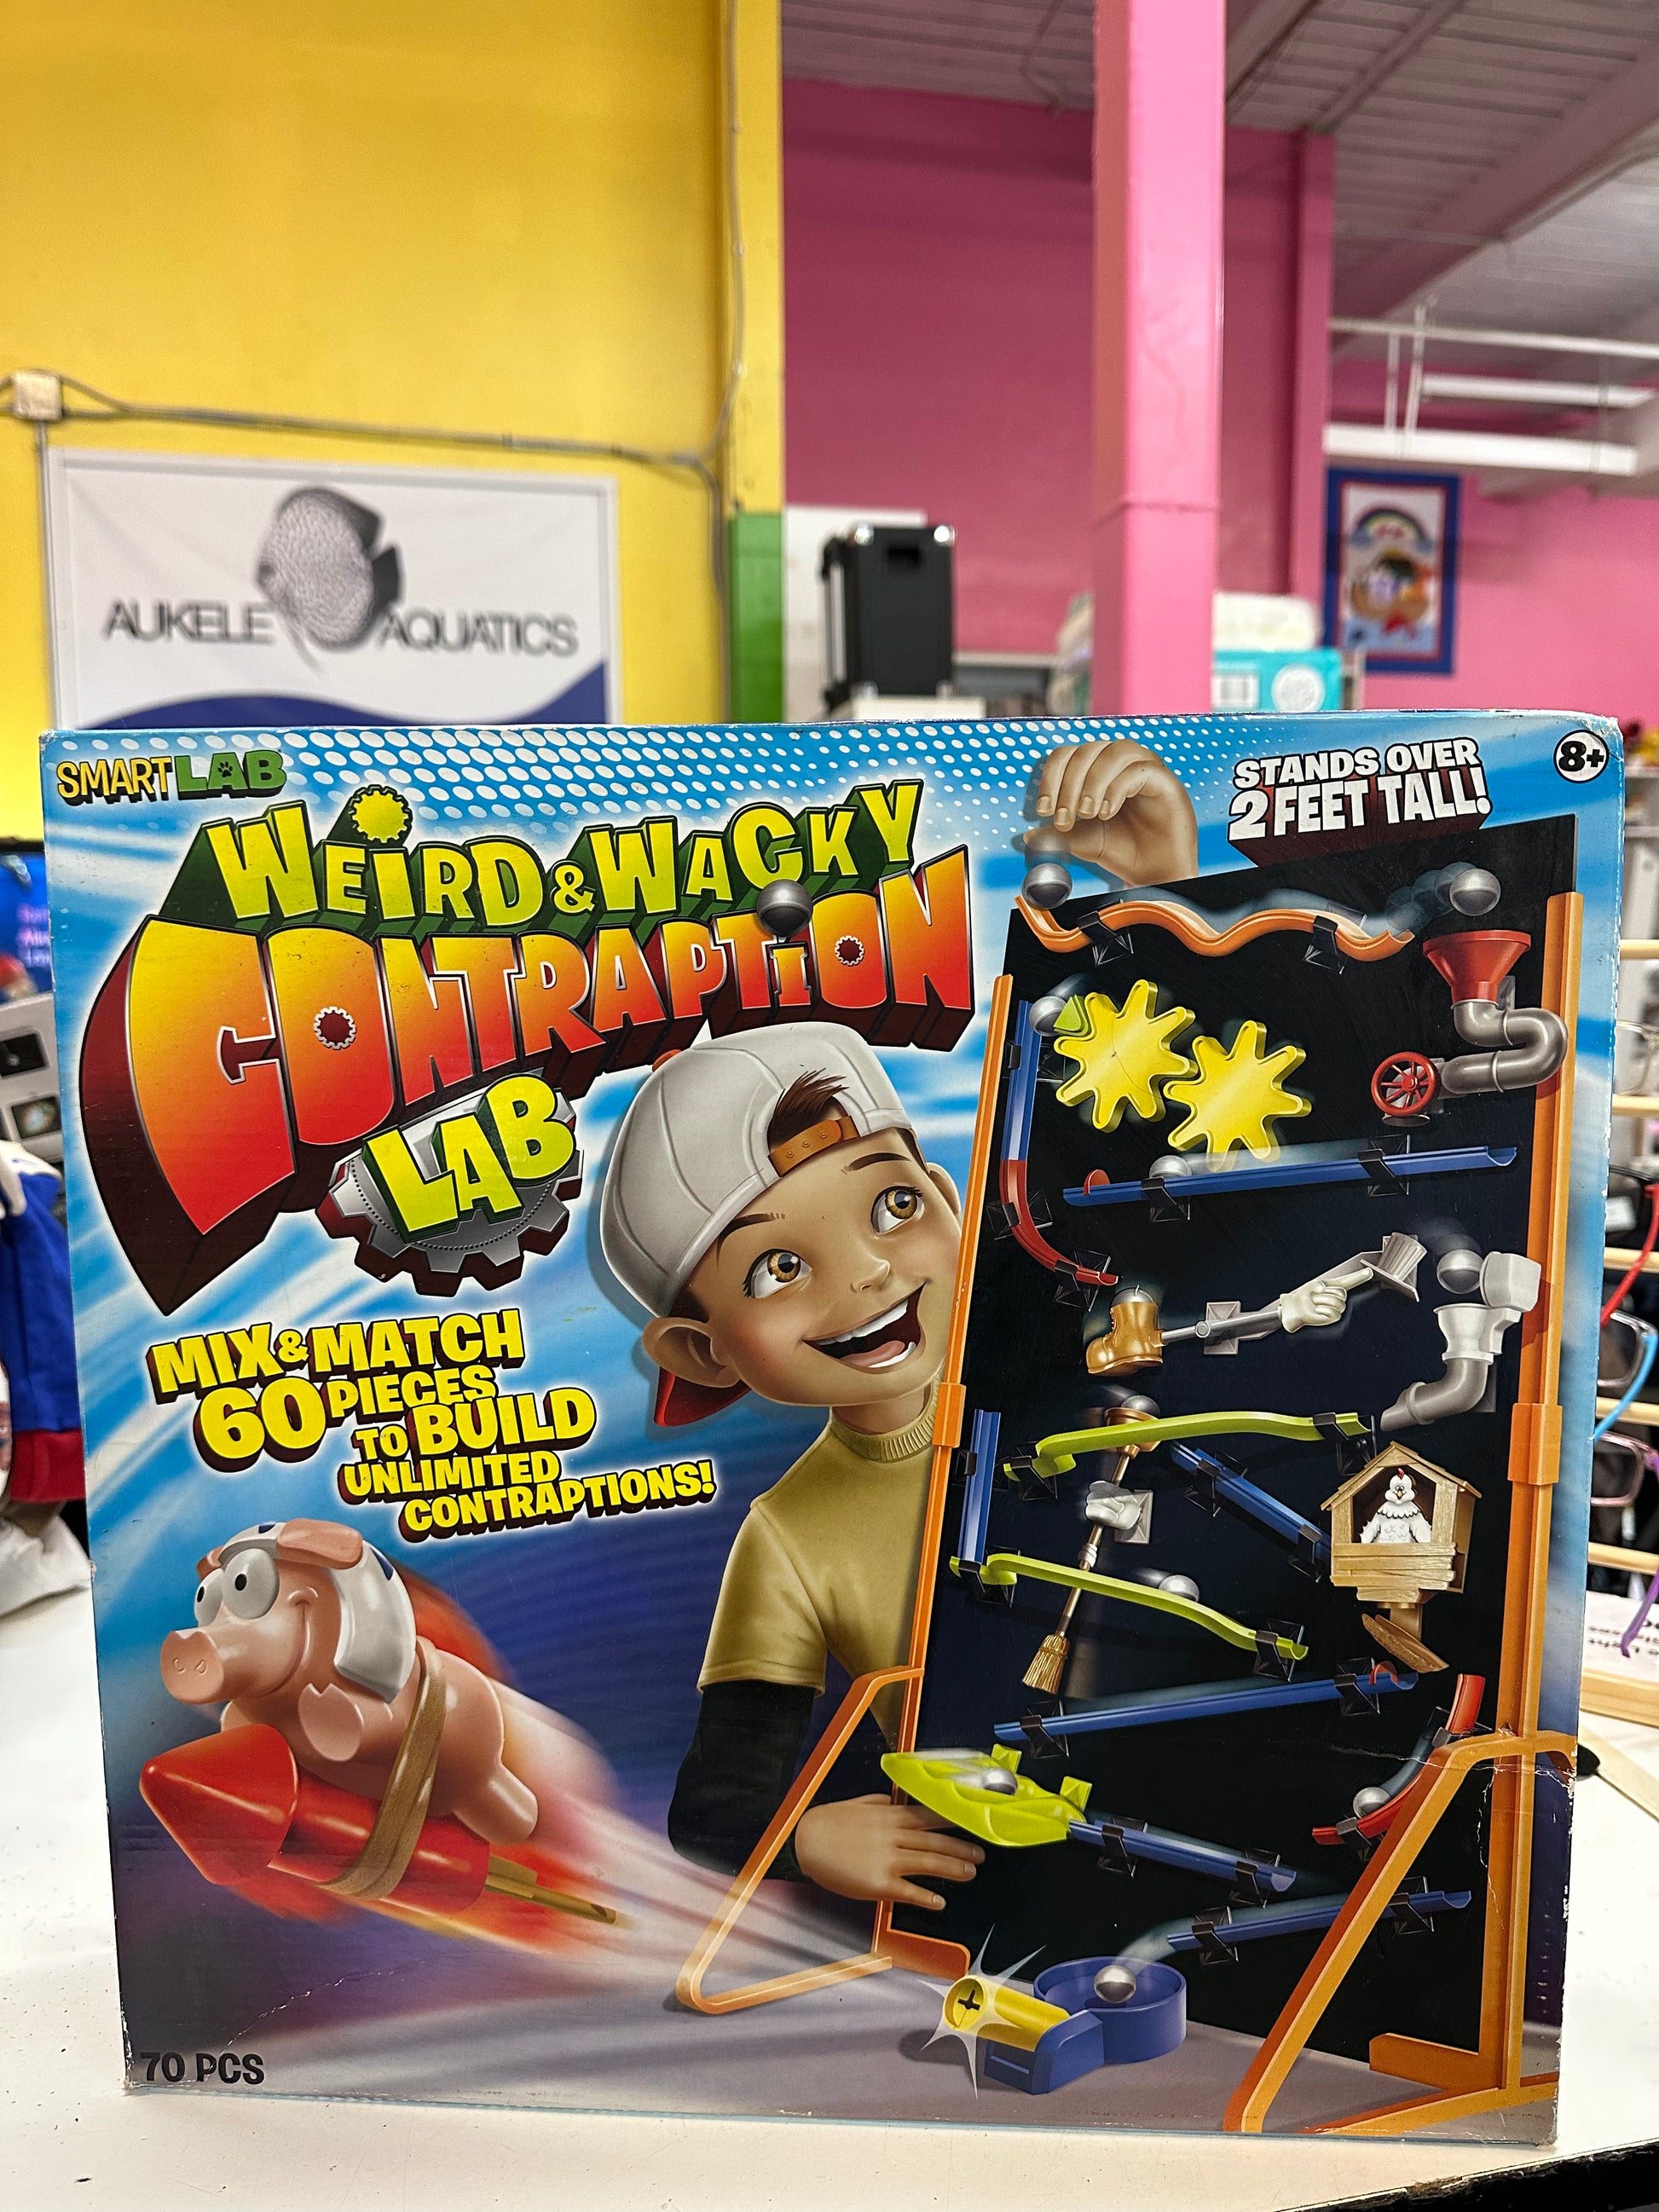 AUKELE AQUATICS
SMARTLAB
STANDS OVER
2 FEET TALL!
8+
WEIRD & WACKY
CONTRAPTION
LAB
MIX & MATCH
60 PIECES
TO BUILD
UNLIMITED
CONTRAPTIONS!
70 PCS